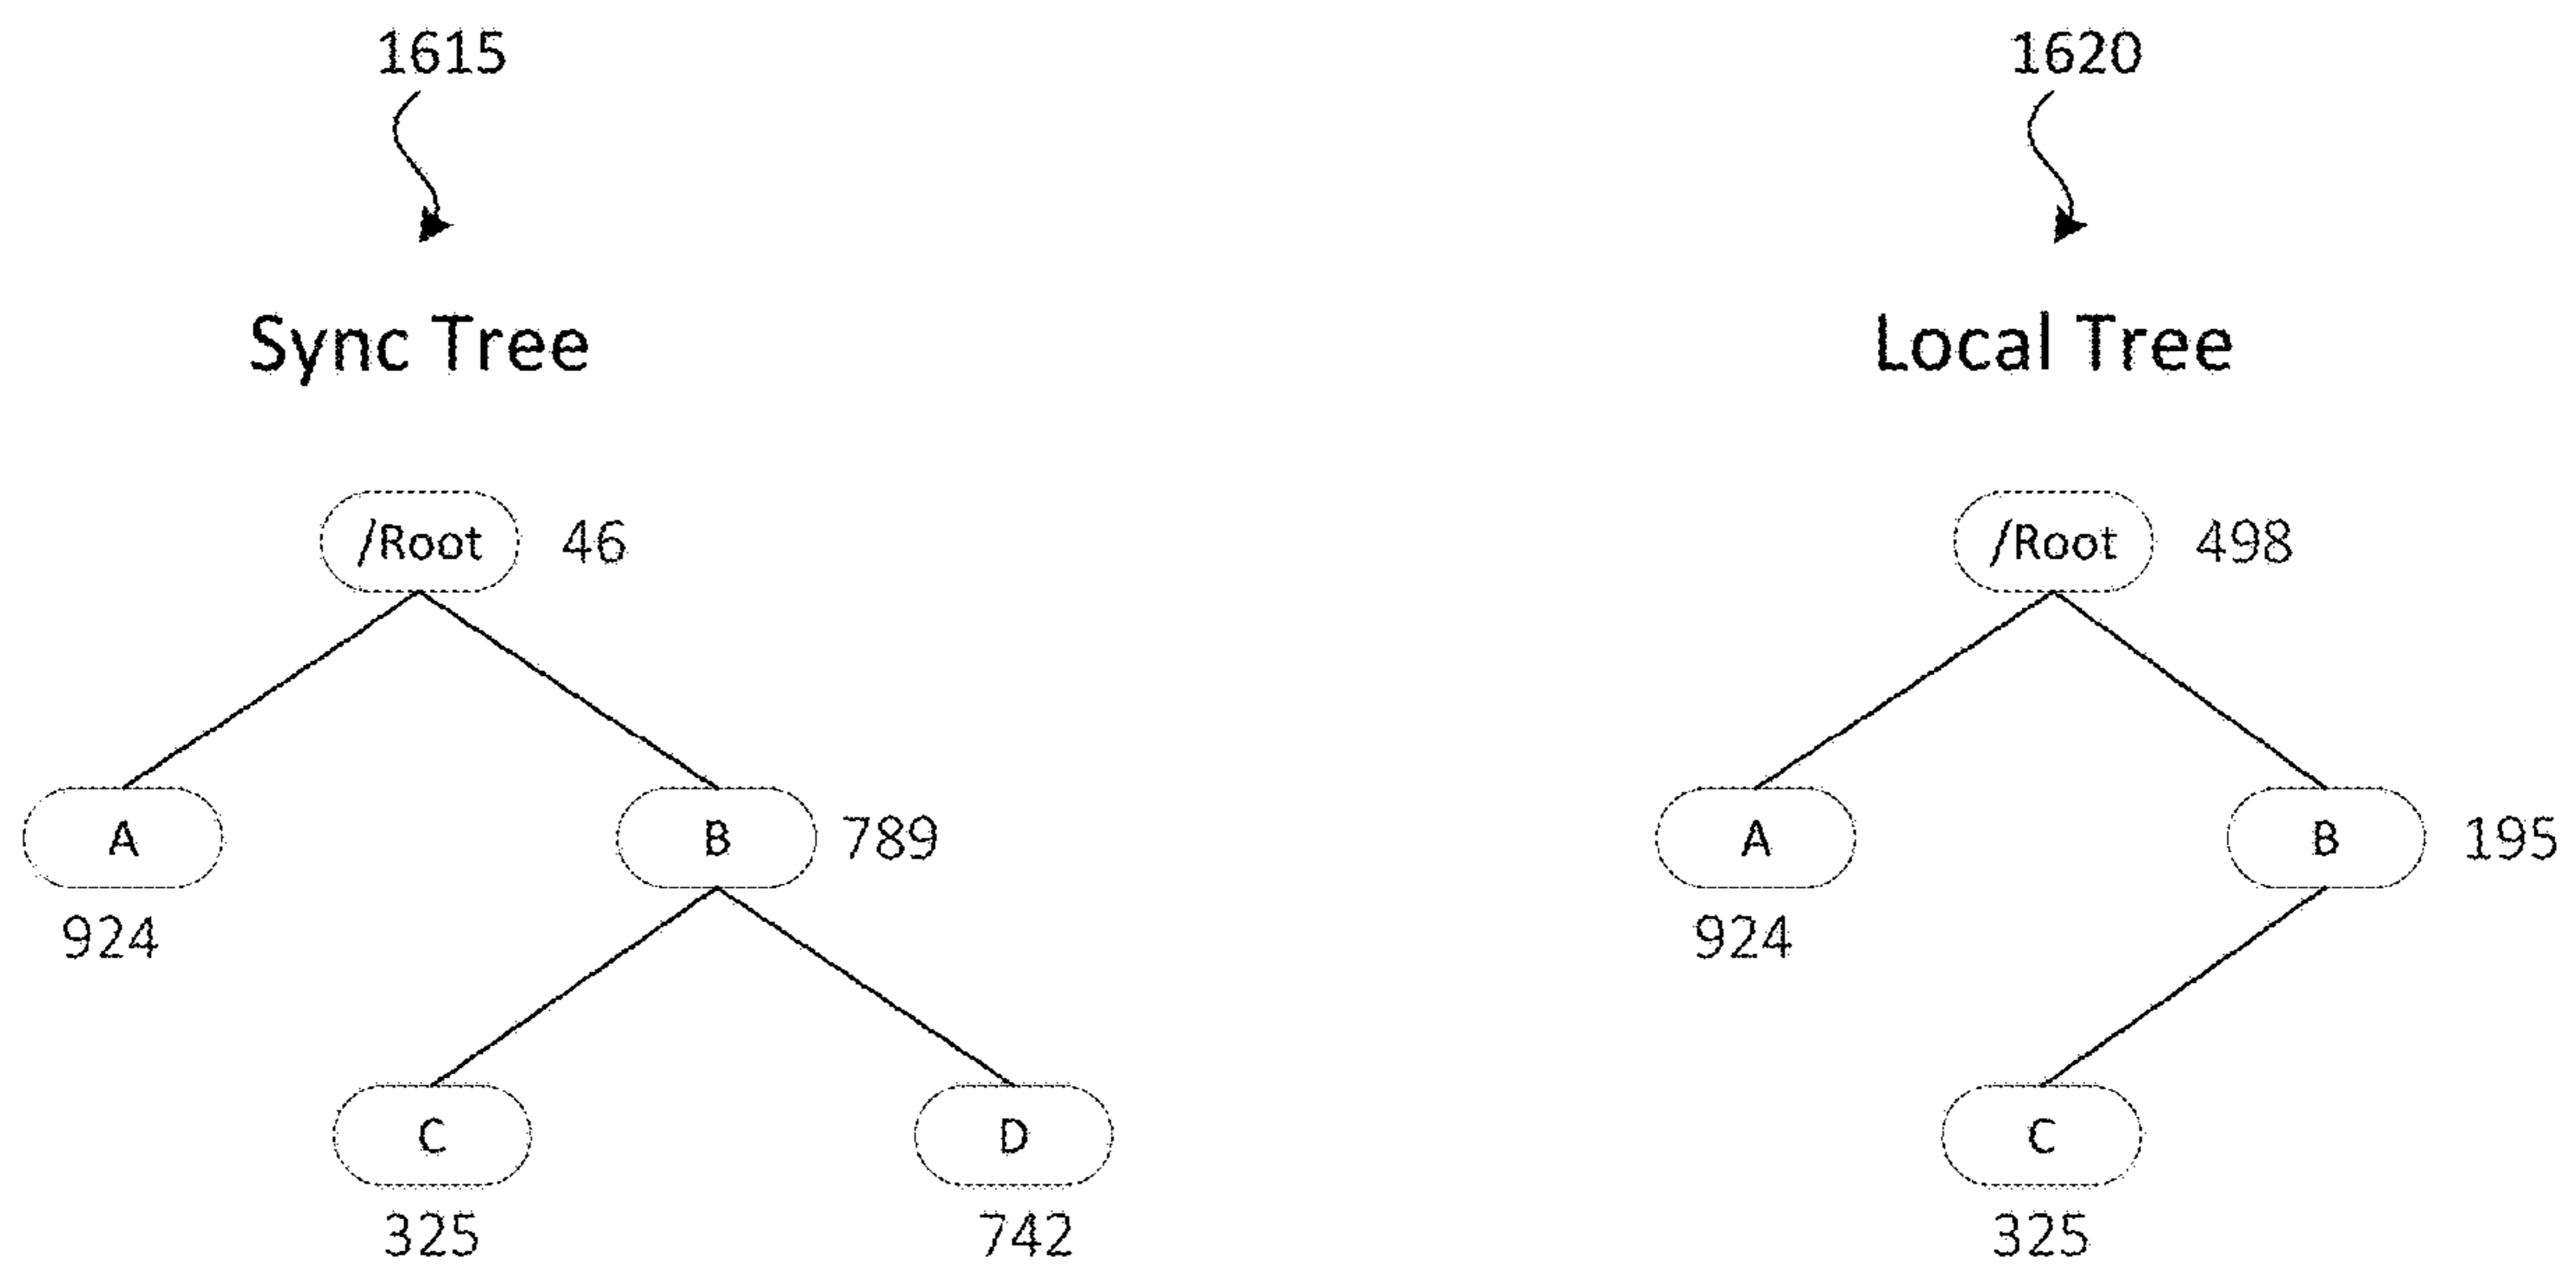 1615
1620
Sync Tree
Local Tree
/Root 46
/Root 498
A
B 789
A
B 195
924
924
C
D
C
325
742
325